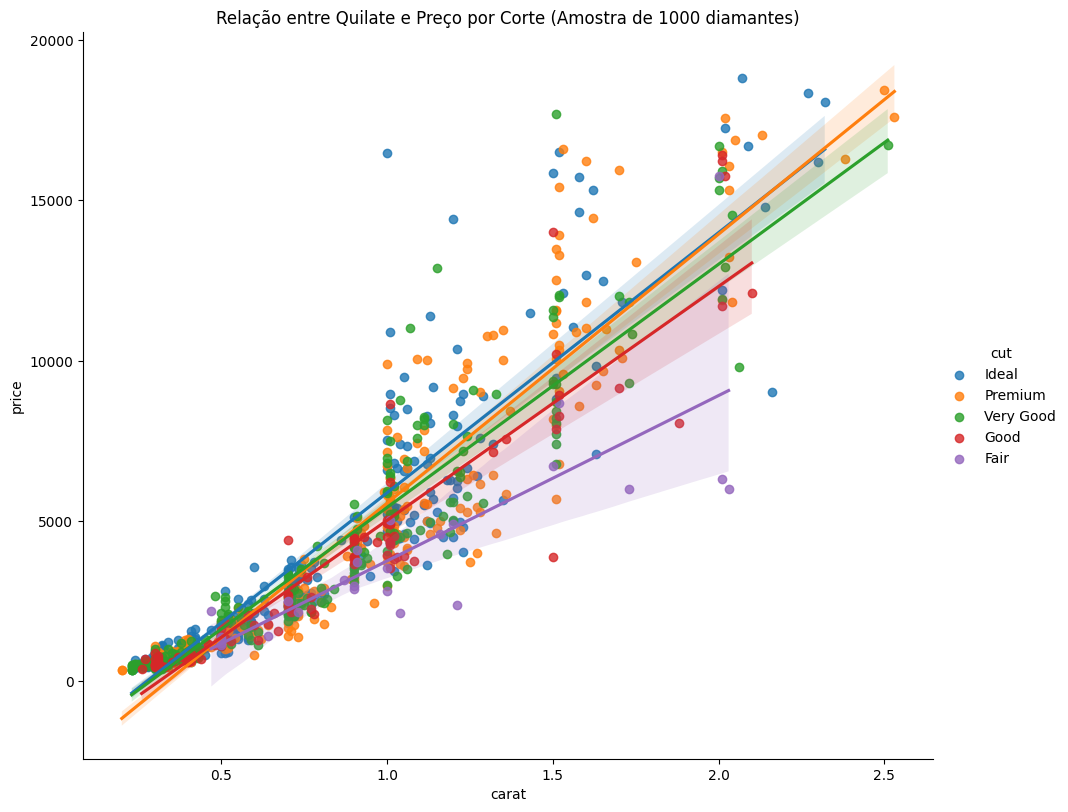 Relação entre Quilate e Preço por Corte (Amostra de 1000 diamantes)
20000
15000
10000
5000
0
price
0.5 1.0 1.5 2.0 2.5
carat
cut
Ideal
Premium
Very Good
Good
Fair